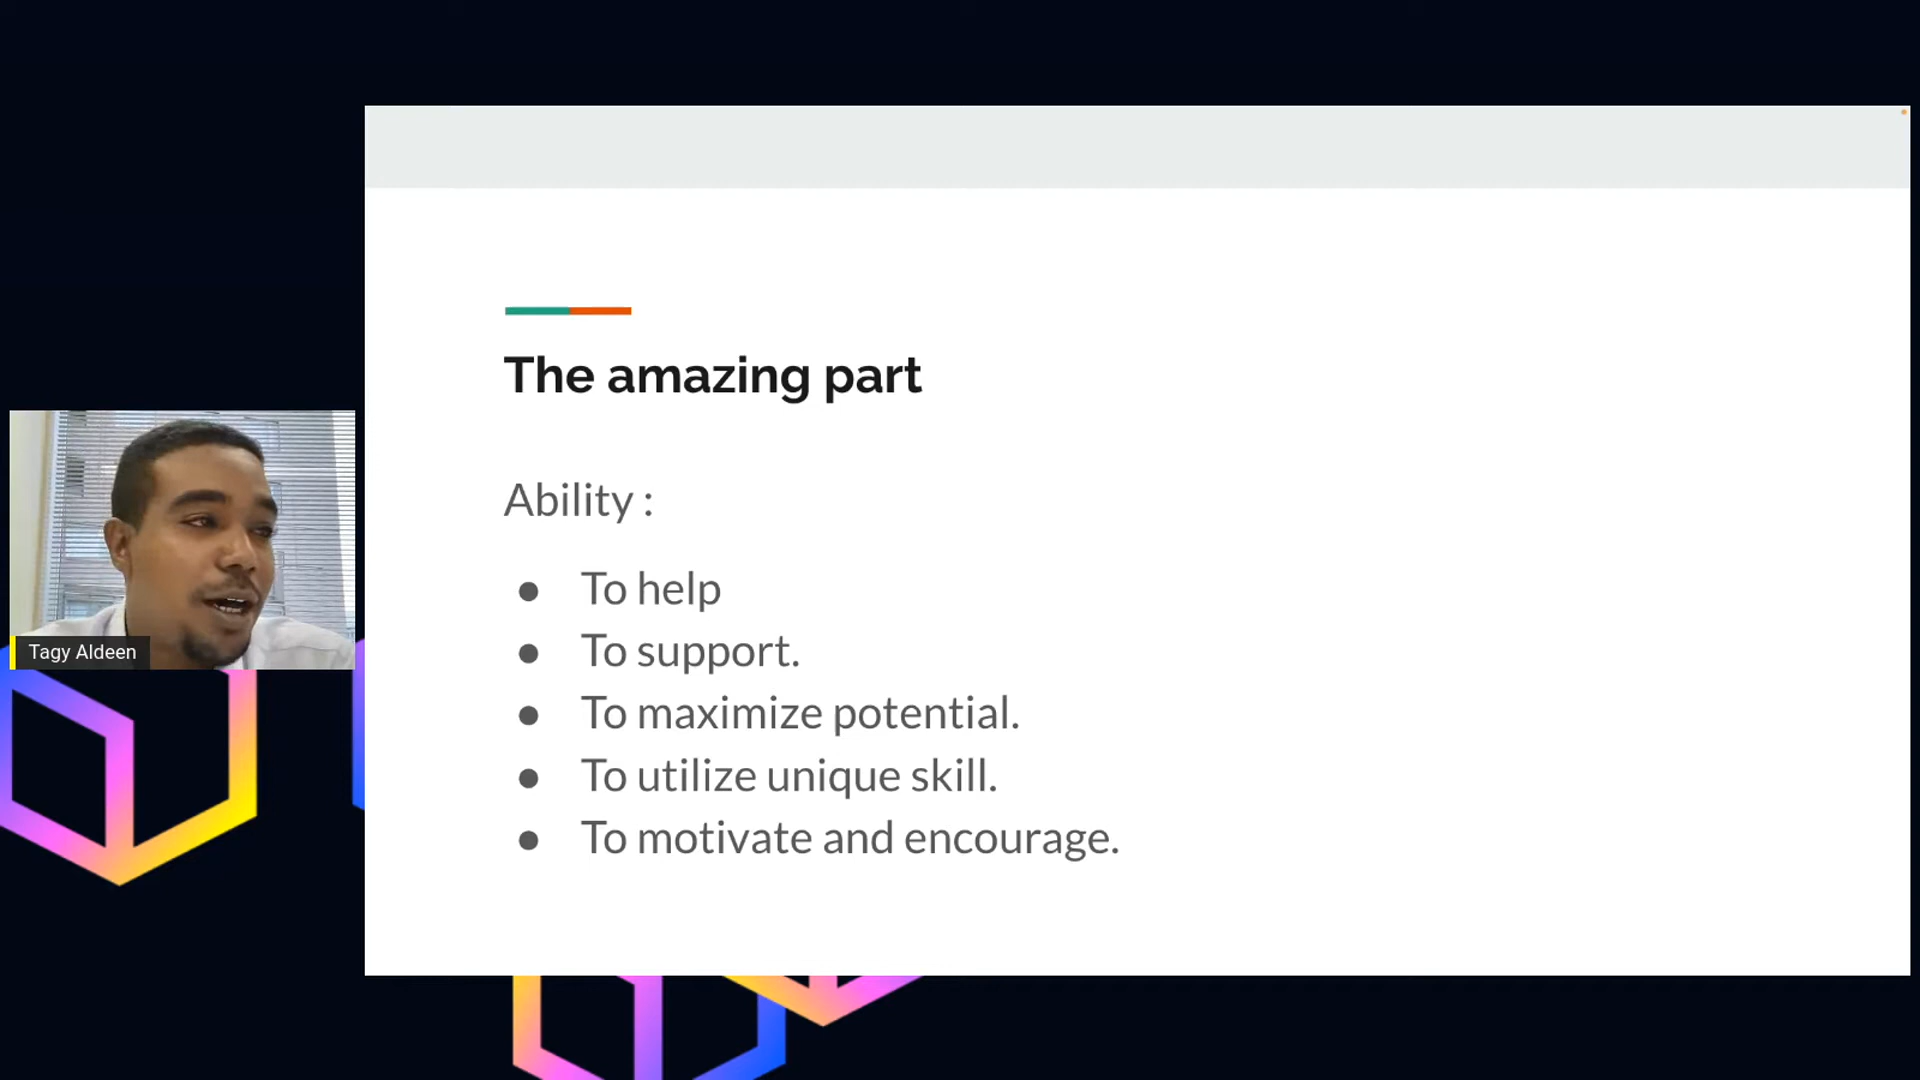 The amazing part
Ability :
● To help
● To support.
● To maximize potential.
● To utilize unique skill.
● To motivate and encourage.
Tagy Aldeen